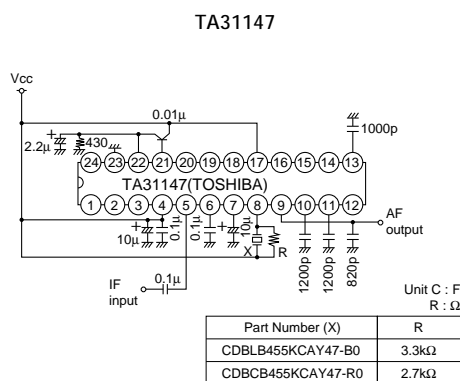 TA31147
Vcc
0.01μ
2.2μ
430
1000p
24 23 22 21 20 19 18 17 16 15 14 13
TA31147(TOSHIBA)
1 2 3 4 5 6 7 8 9 10 11 12
10μ
0.1μ
0.1μ
10μ
X
R
1200p
1200p
820p
AF
output
0.1μ
IF
input
Unit C : F
R : Ω
Part Number (X) R
CDBLB455KCAY47-B0 3.3kΩ
CDBCB455KCAY47-R0 2.7kΩ